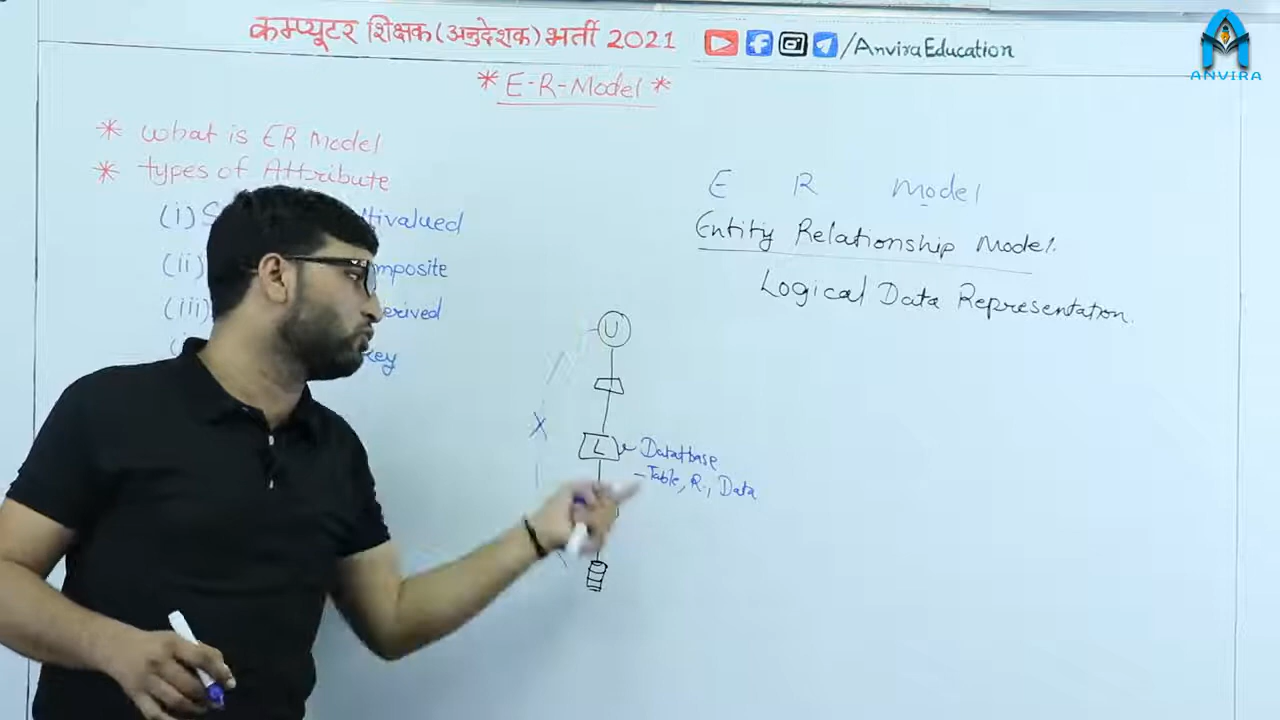 कम्प्यूटर शिक्षक (अनुदेशक) भर्ती 2021
/AnviraEducation
ANVIRA
* E-R-Model *
* what is ER Model
* types of Attribute
(i) S
ltivalued
(ii)
mposite
(iii)
erived
key
E R Model
Entity Relationship Model.
Logical Data Representation.
U
X
L
Datatbase
- Table, R., Data